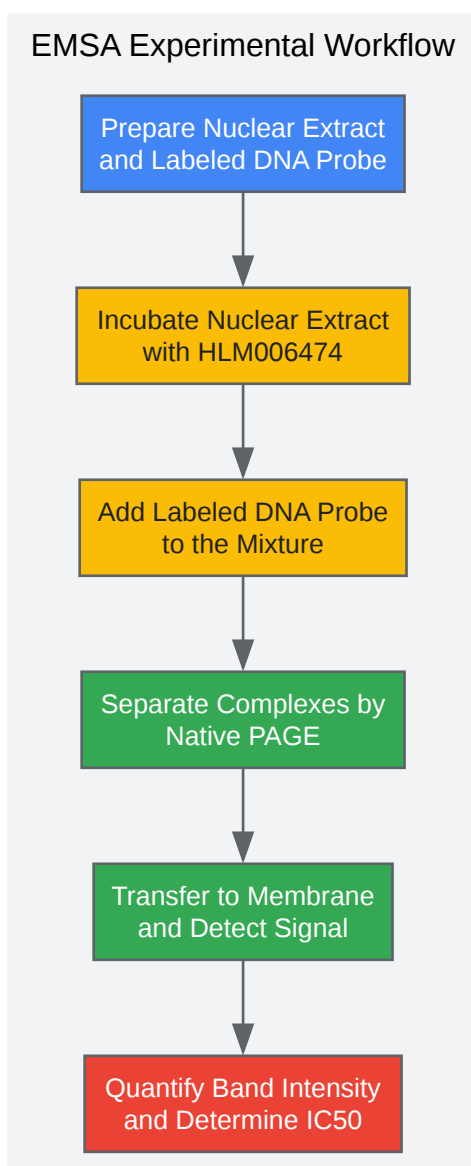 EMSA Experimental Workflow
Prepare Nuclear Extract
and Labeled DNA Probe
Incubate Nuclear Extract
with HLM006474
Add Labeled DNA Probe
to the Mixture
Separate Complexes by
Native PAGE
Transfer to Membrane
and Detect Signal
Quantify Band Intensity
and Determine IC50